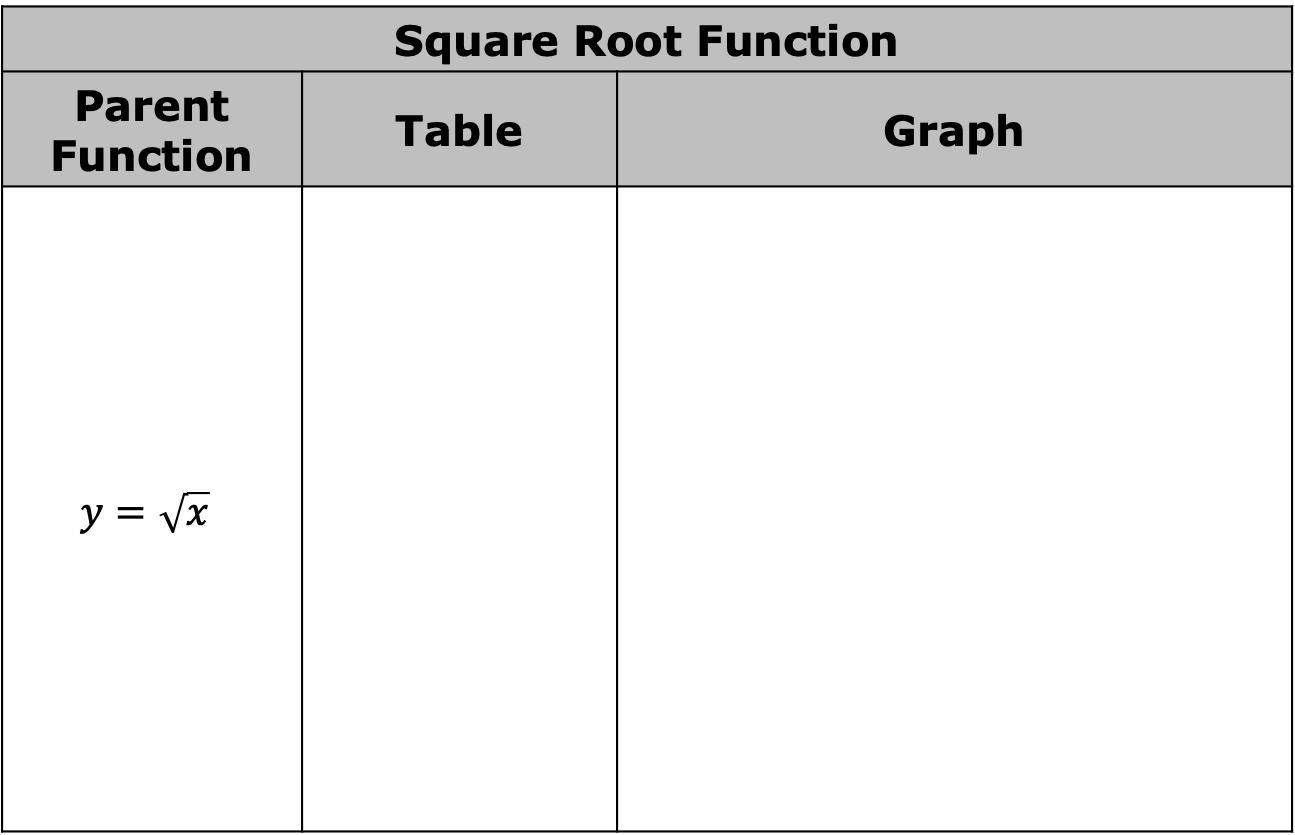 Square Root Function
Parent
Function
Table
Graph
y = √x